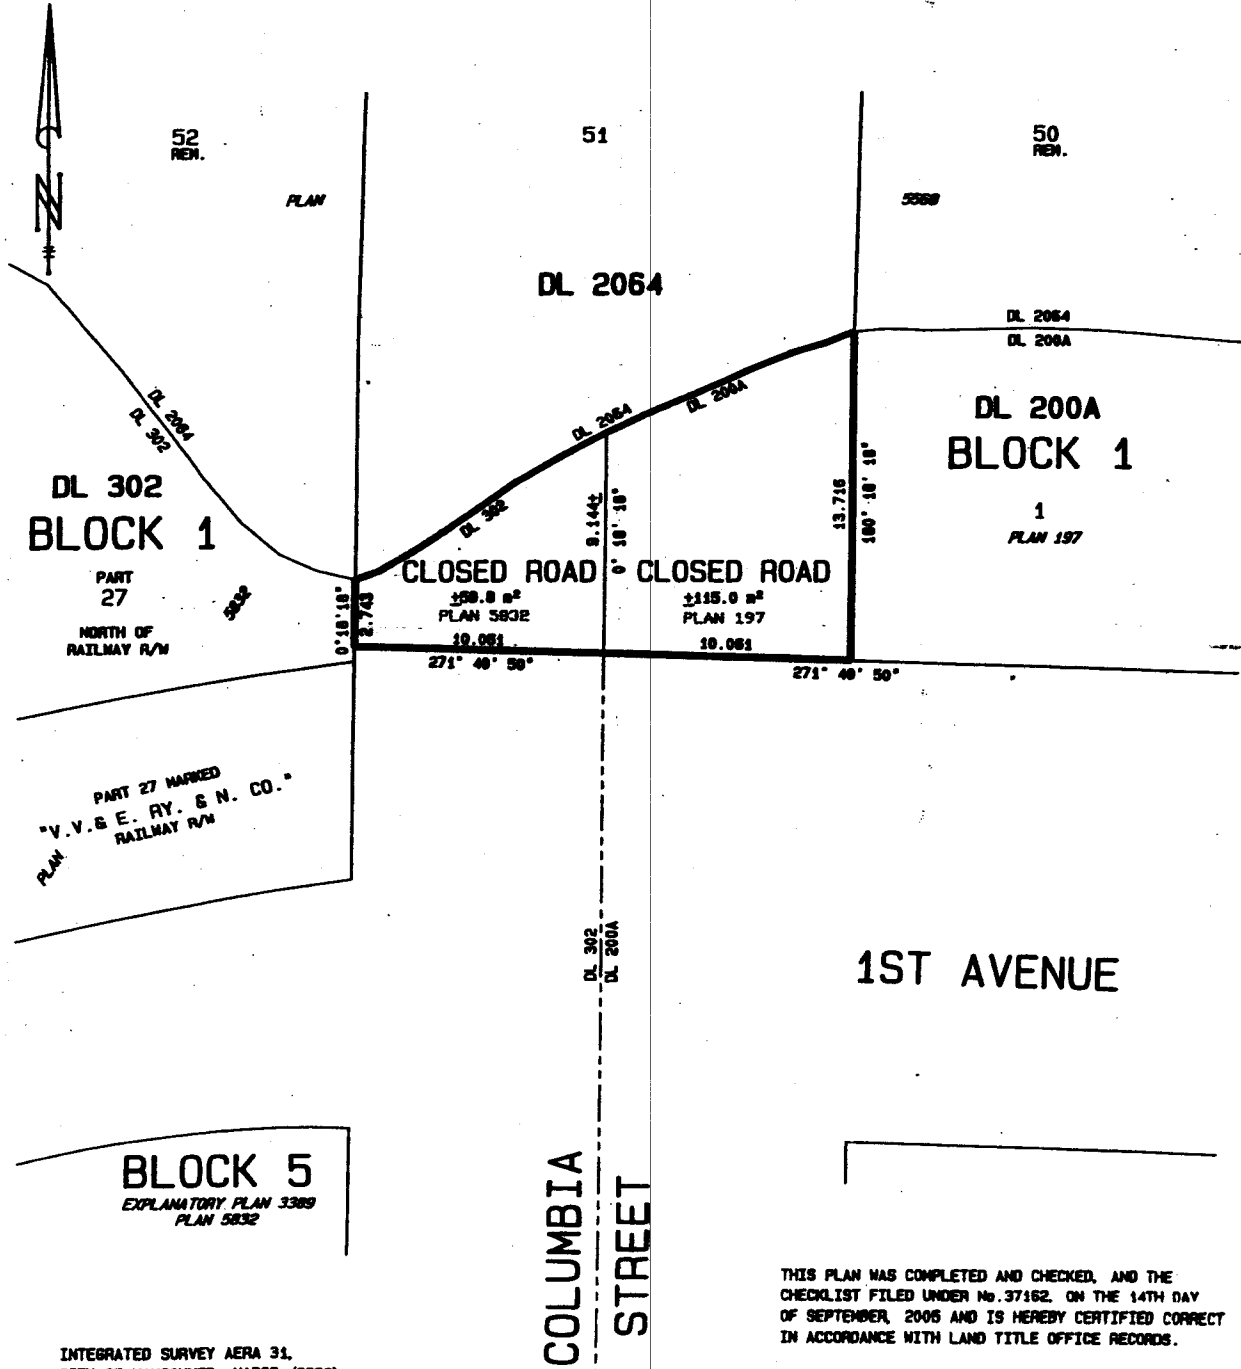 N
52
REM.
51
50
REM.
PLAN
5568
DL 2064
DL 2064
DL 200A
DL 2064
DL 302
DL 2064
DL 200A
DL 302
DL 302
BLOCK 1
PART
27
NORTH OF
RAILWAY R/W
5832
DL 200A
BLOCK 1
1
PLAN 197
9.144±
0° 18' 18"
13.716
180° 18' 18"
CLOSED ROAD
PLAN 5832
10.061
271° 40' 50"
CLOSED ROAD
±115.0 m²
PLAN 197
10.061
271° 40' 50"
0°18'18"
2.743
PART 27 MARKED
"V.V.& E. RY. & N. CO."
RAILWAY R/W
PLAN
DL 302
DL 200A
1ST AVENUE
BLOCK 5
EXPLANATORY PLAN 3389
PLAN 5832
COLUMBIA
STREET
THIS PLAN WAS COMPLETED AND CHECKED, AND THE
CHECKLIST FILED UNDER No.37162, ON THE 14TH DAY
OF SEPTEMBER, 2006 AND IS HEREBY CERTIFIED CORRECT
IN ACCORDANCE WITH LAND TITLE OFFICE RECORDS.
INTEGRATED SURVEY AERA 31,